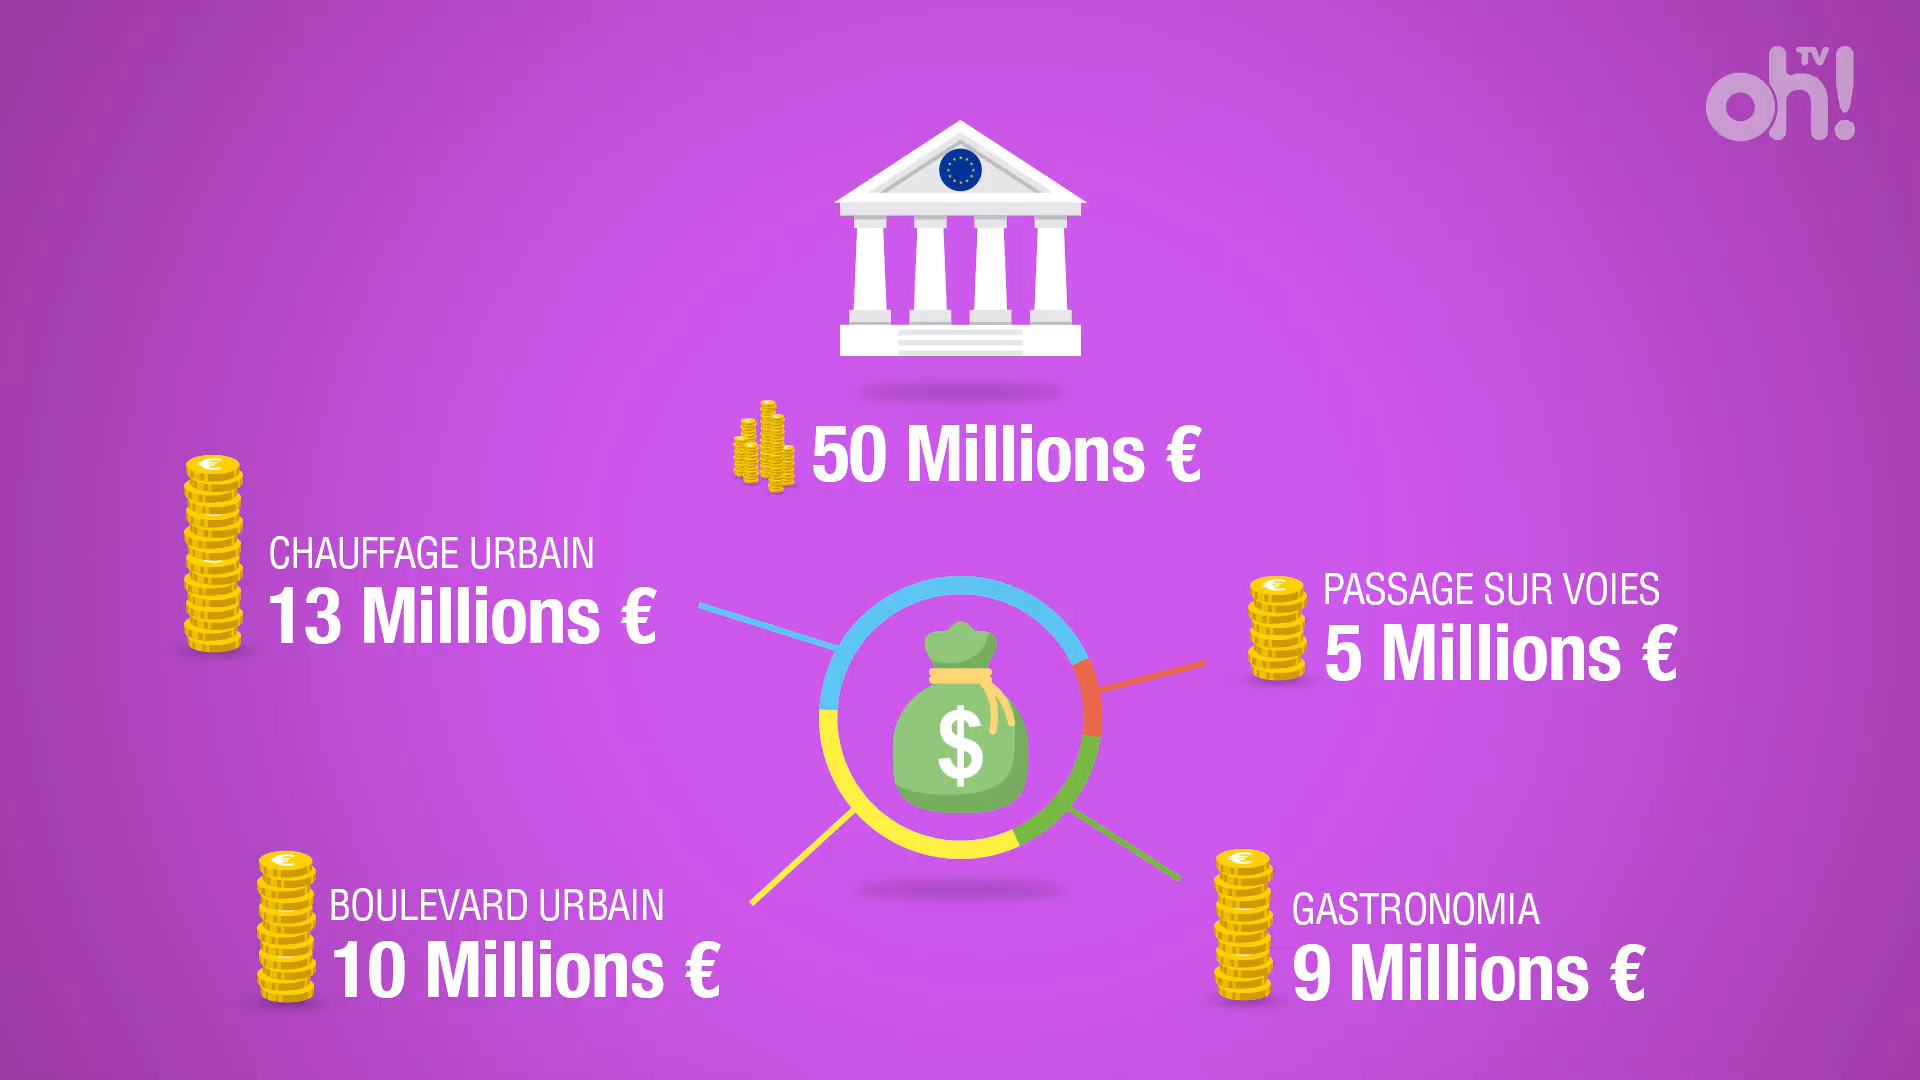 oh! TV
50 Millions €
CHAUFFAGE URBAIN
13 Millions €
PASSAGE SUR VOIES
5 Millions €
$
BOULEVARD URBAIN
10 Millions €
GASTRONOMIA
9 Millions €